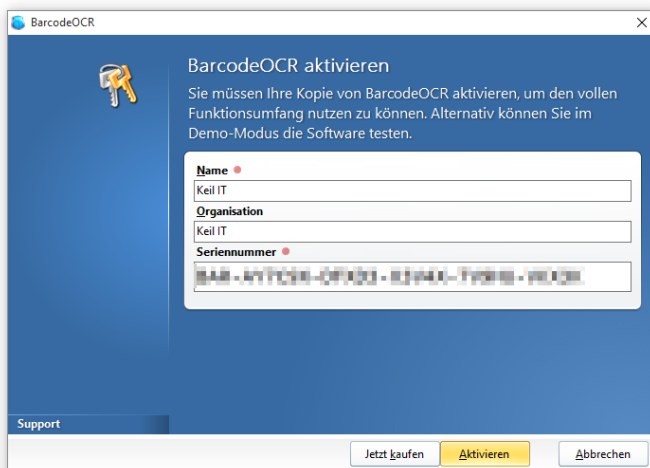 BarcodeOCR
BarcodeOCR aktivieren
Sie müssen Ihre Kopie von BarcodeOCR aktivieren, um den vollen
Funktionsumfang nutzen zu können. Alternativ können Sie im
Demo-Modus die Software testen.
Name
Keil IT
Organisation
Keil IT
Seriennummer
Support
Jetzt kaufen Aktivieren Abbrechen